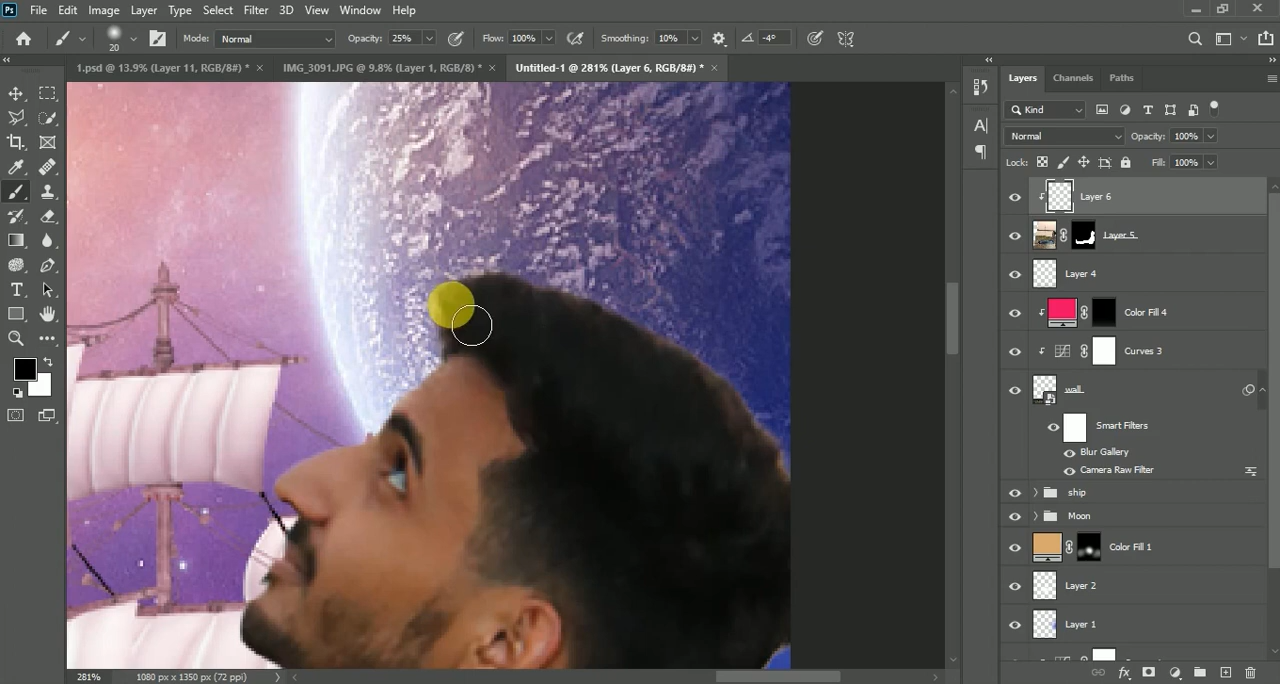 Ps File Edit Image Layer Type Select Filter 3D View Window Help
20 Mode: Normal Opacity: 25% Flow: 100% Smoothing: 10% -4°
1.psd @ 13.9% (Layer 11, RGB/8#) * × IMG_3091.JPG @ 9.8% (Layer 1, RGB/8) * × Untitled-1 @ 281% (Layer 6, RGB/8#) * ×
Layers Channels Paths
Kind
Normal Opacity: 100%
Lock: Fill: 100%
Layer 6
Layer 5
Layer 4
Color Fill 4
Curves 3
wall
Smart Filters
Blur Gallery
Camera Raw Filter
ship
Moon
Color Fill 1
Layer 2
Layer 1
281% 1080 px x 1350 px (72 ppi)